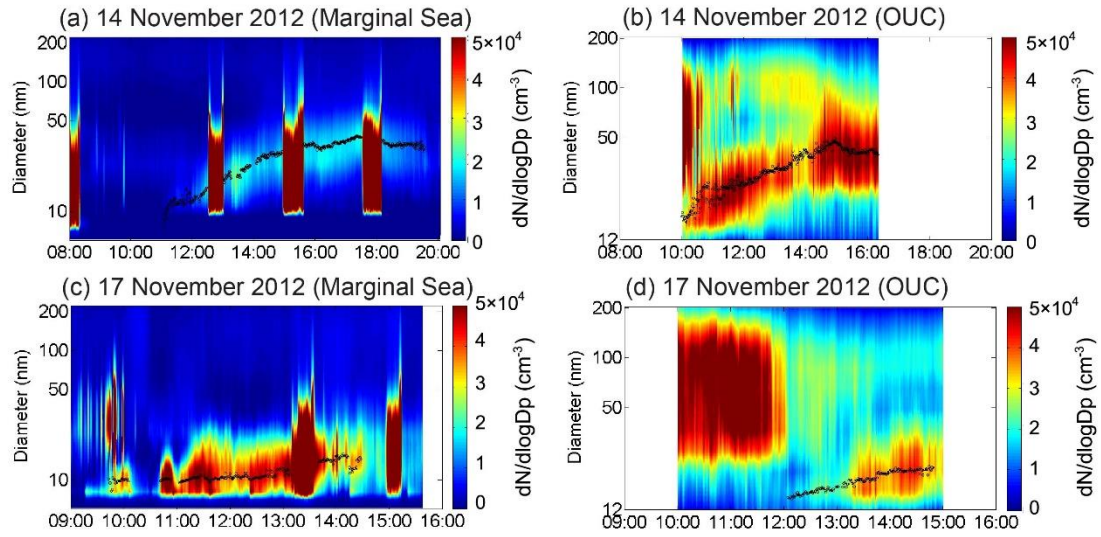 (a) 14 November 2012 (Marginal Sea)
200
100
50
10
Diameter (nm)
08:00 10:00 12:00 14:00 16:00 18:00 20:00
5×10⁴
4
3
2
1
0
dN/dlogDp (cm⁻³)
(b) 14 November 2012 (OUC)
200
100
50
12
Diameter (nm)
08:00 10:00 12:00 14:00 16:00 18:00 20:00
5×10⁴
4
3
2
1
0
dN/dlogDp (cm⁻³)
(c) 17 November 2012 (Marginal Sea)
200
100
50
10
Diameter (nm)
09:00 10:00 11:00 12:00 13:00 14:00 15:00 16:00
5×10⁴
4
3
2
1
0
dN/dlogDp (cm⁻³)
(d) 17 November 2012 (OUC)
200
100
50
12
Diameter (nm)
09:00 10:00 11:00 12:00 13:00 14:00 15:00 16:00
5×10⁴
4
3
2
1
0
dN/dlogDp (cm⁻³)